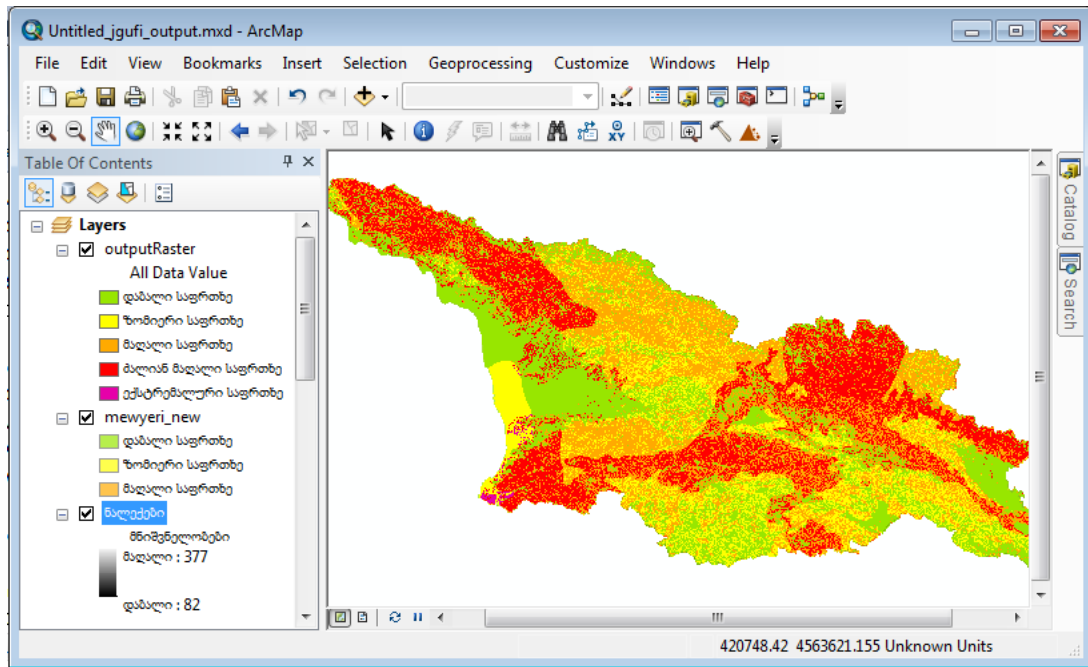 Untitled_jgufi_output.mxd - ArcMap
File Edit View Bookmarks Insert Selection Geoprocessing Customize Windows Help
XY
Table Of Contents
Layers
outputRaster
All Data Value
დაბალი საფრთხე
ზომიერი საფრთხე
მაღალი საფრთხე
მალიან მაღალი საფრთხე
ექსტრემალური საფრთხე
mewyeri_new
დაბალი საფრთხე
ზომიერი საფრთხე
მაღალი საფრთხე
ნალექები
მნიშვნელობები
მაღალი : 377
დაბალი : 82
Catalog
Search
420748.42 4563621.155 Unknown Units